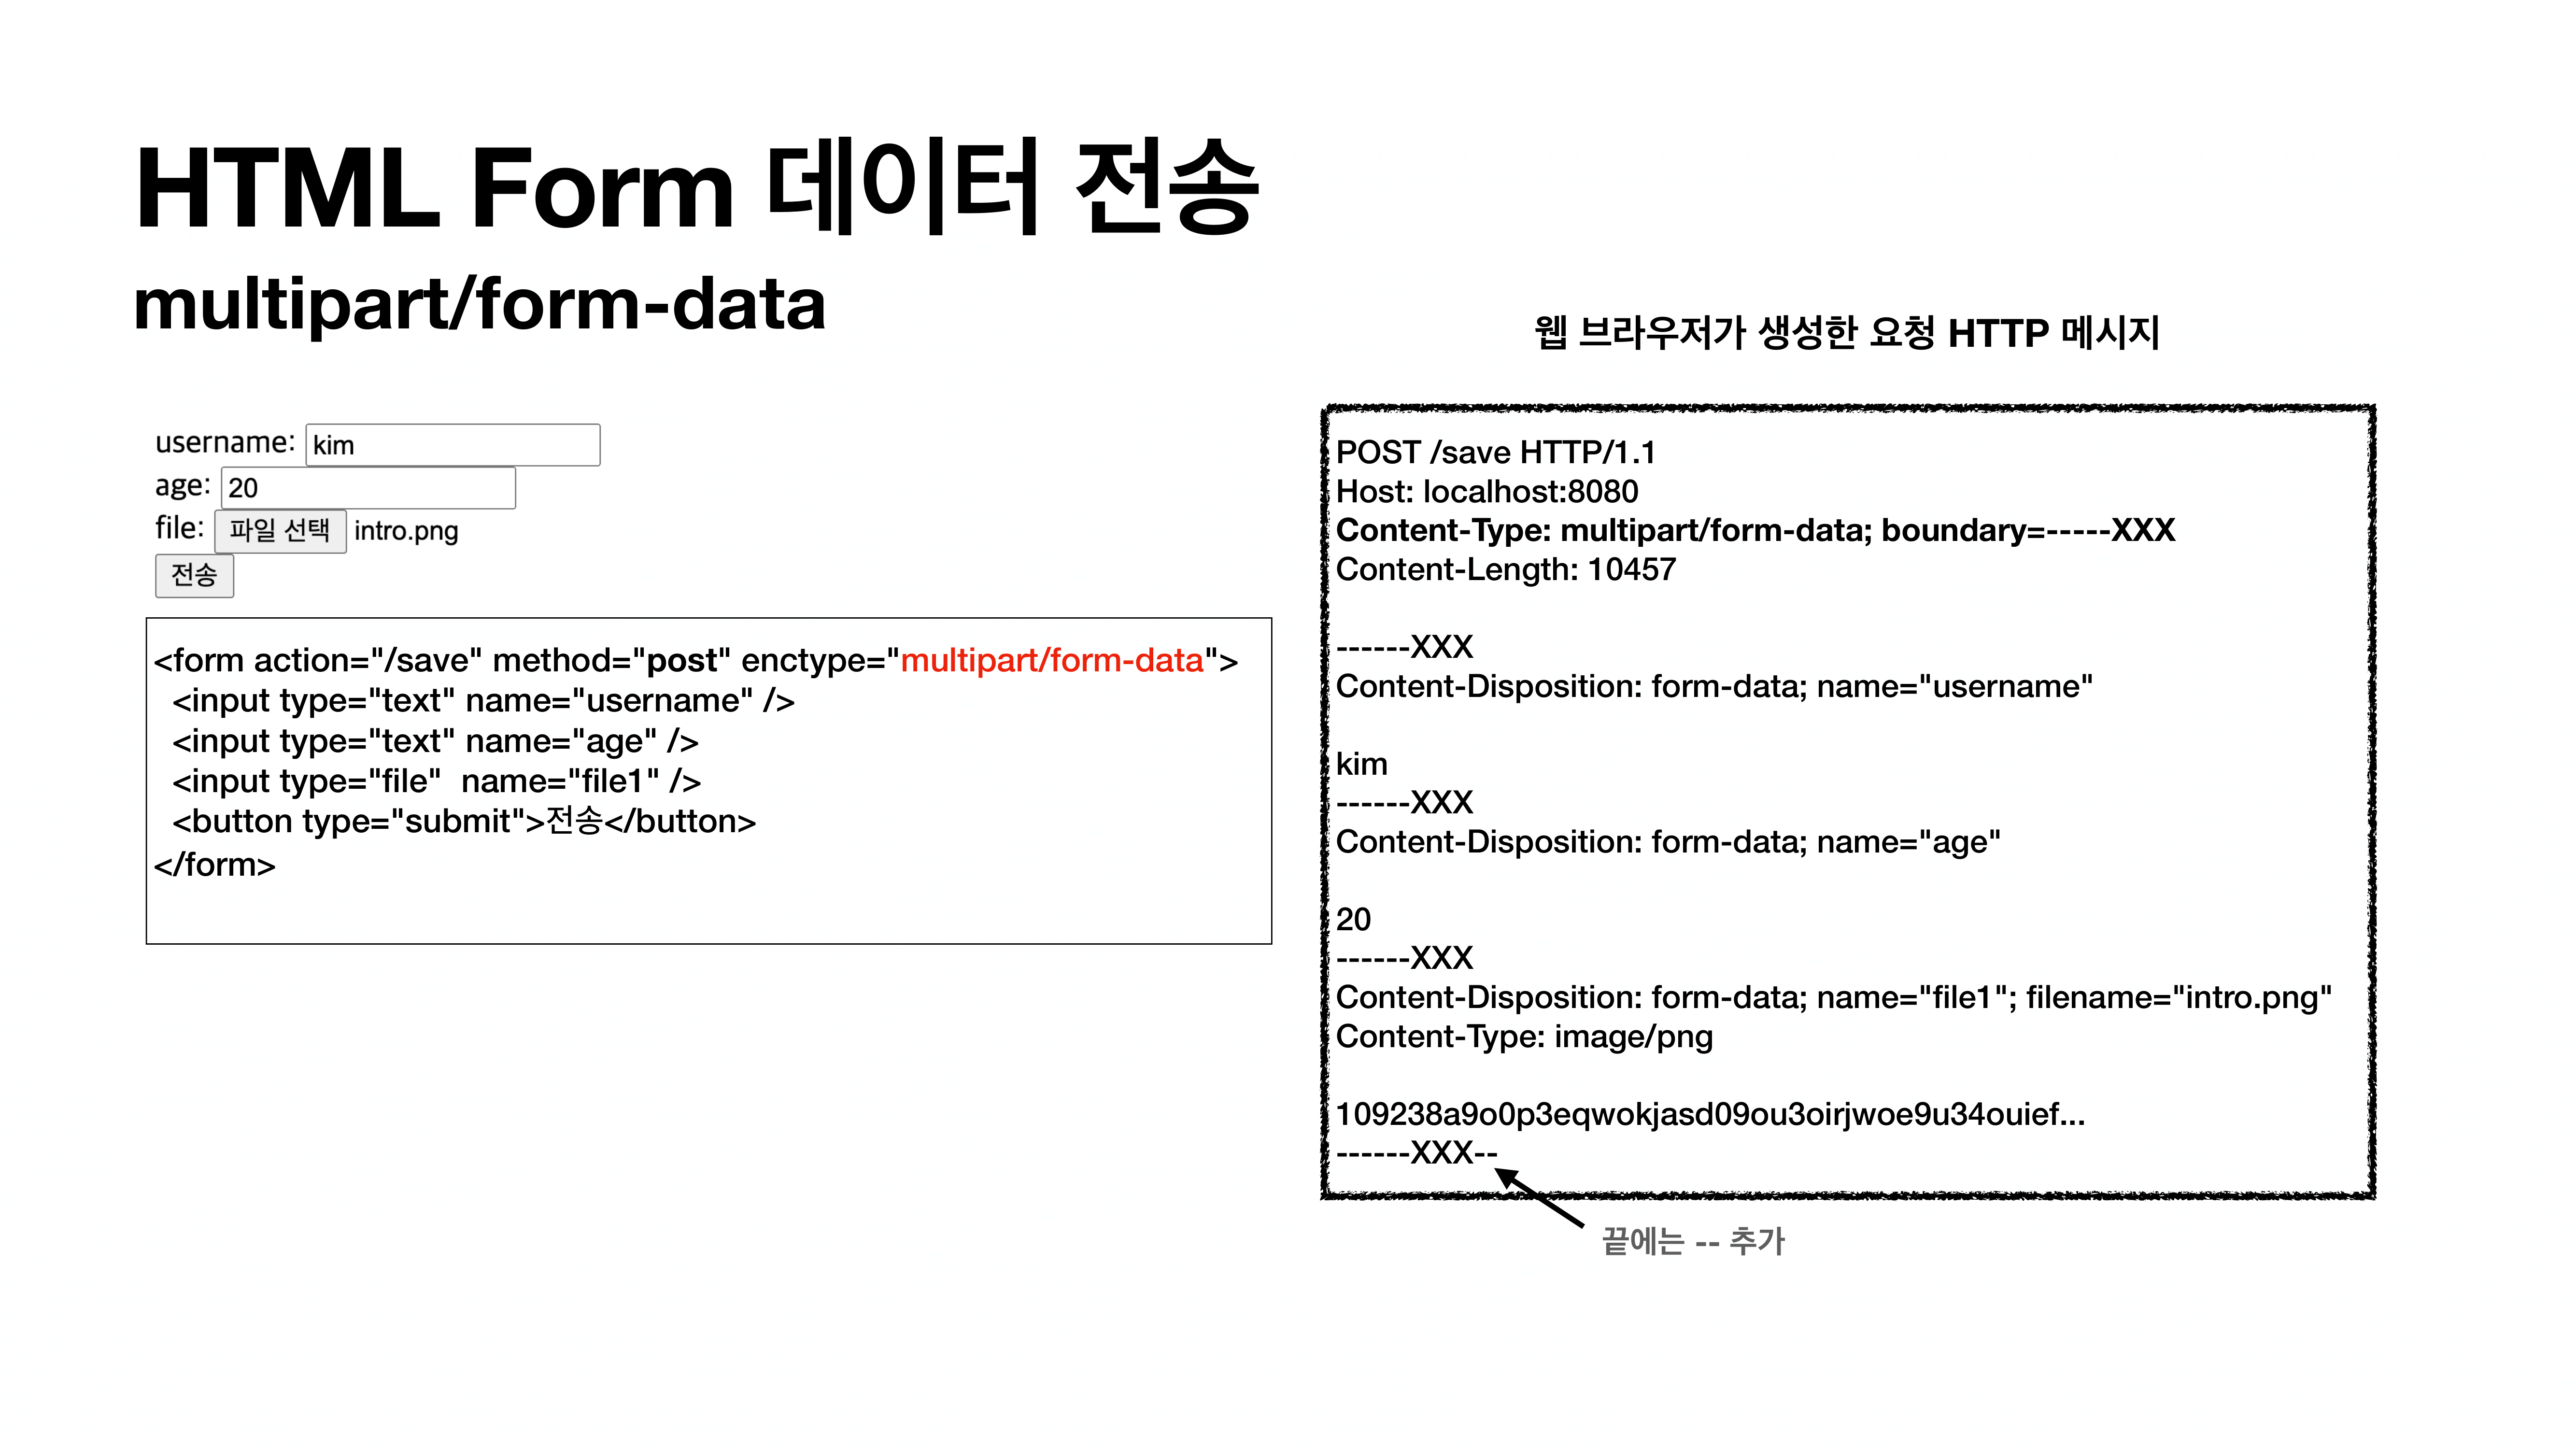 HTML Form 데이터 전송
multipart/form-data
username: kim
age: 20
file: 파일 선택 intro.png
전송
<form action="/save" method="post" enctype="multipart/form-data">
<input type="text" name="username" />
<input type="text" name="age" />
<input type="file"  name="file1" />
<button type="submit">전송</button>
</form>
웹 브라우저가 생성한 요청 HTTP 메시지
POST /save HTTP/1.1
Host: localhost:8080
Content-Type: multipart/form-data; boundary=-----XXX
Content-Length: 10457
------XXX
Content-Disposition: form-data; name="username"
kim
------XXX
Content-Disposition: form-data; name="age"
20
------XXX
Content-Disposition: form-data; name="file1"; filename="intro.png"
Content-Type: image/png
109238a9o0p3eqwokjasd09ou3oirjwoe9u34ouief...
------XXX--
끝에는 -- 추가